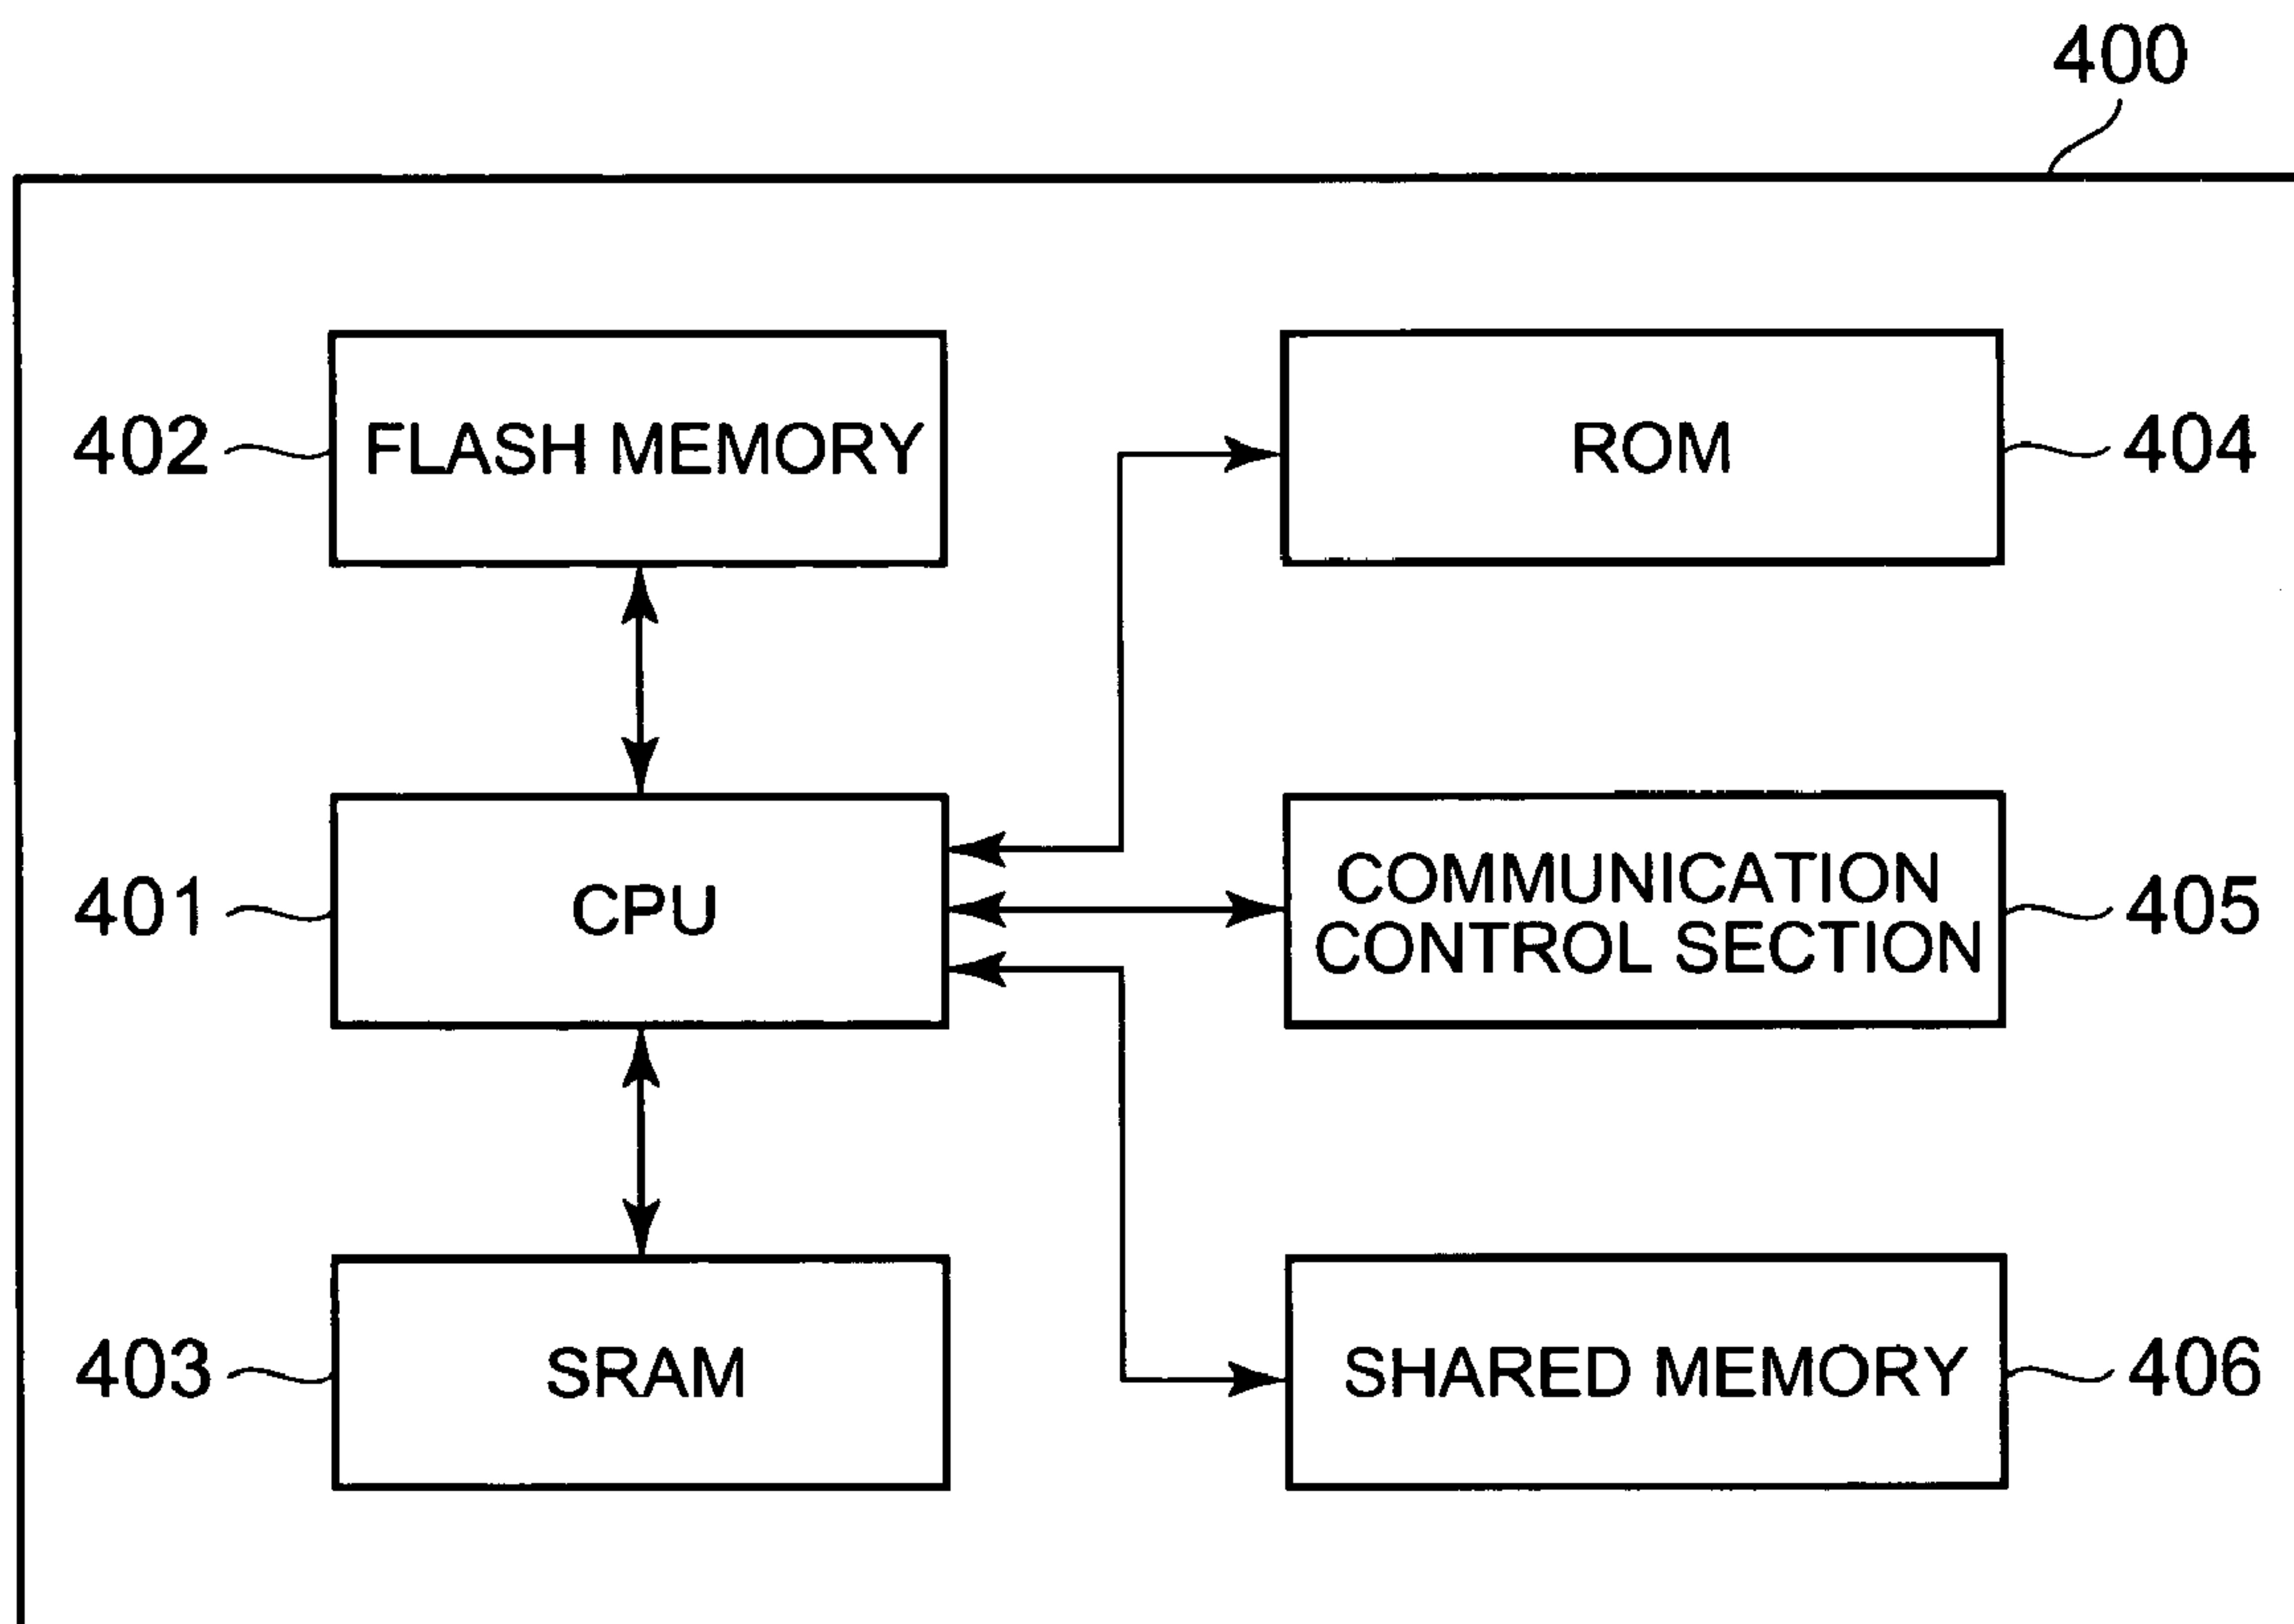 400
402
FLASH MEMORY
ROM
404
401
CPU
COMMUNICATION
CONTROL SECTION
405
403
SRAM
SHARED MEMORY
406